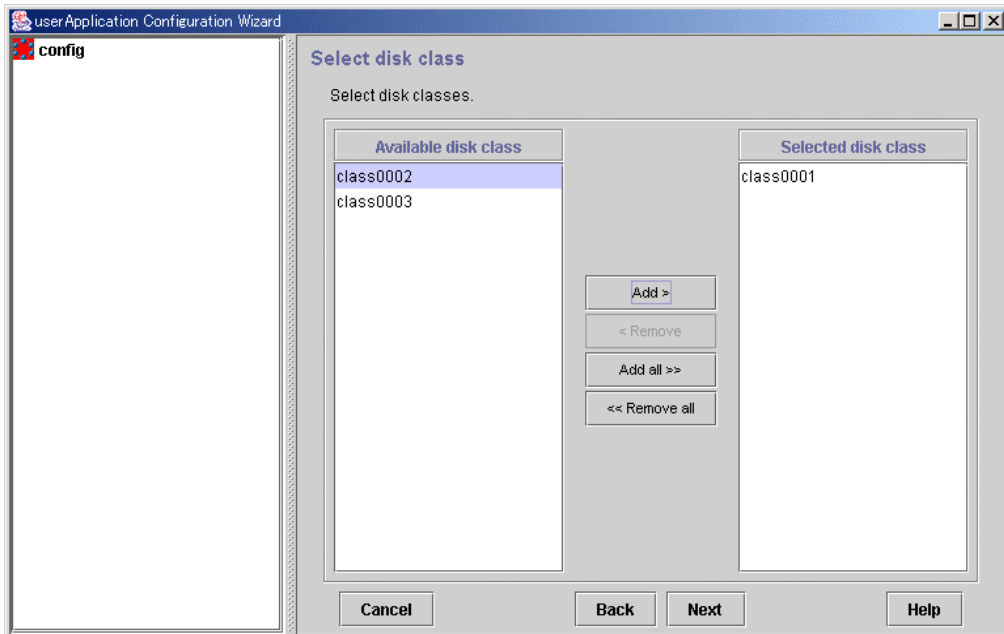 userApplication Configuration Wizard
config
Select disk class
Select disk classes.
Available disk class
class0002
class0003
Add >
< Remove
Add all >>
<< Remove all
Selected disk class
class0001
Cancel
Back
Next
Help